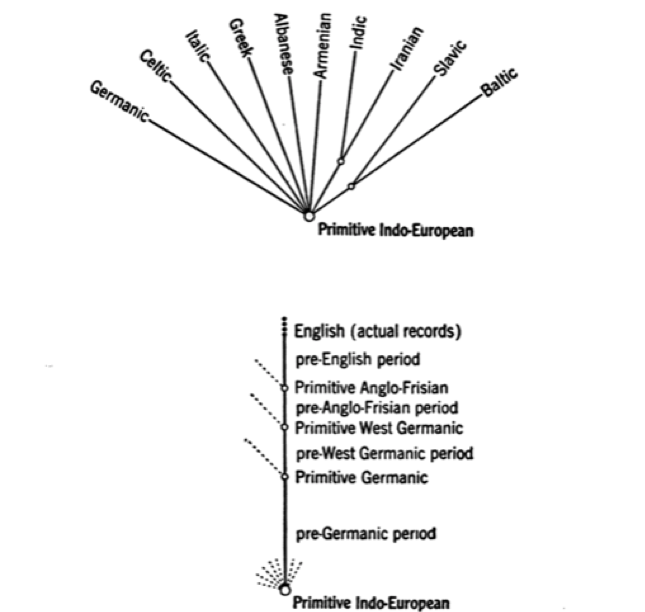 Germanic
Celtic
Italic
Greek
Albanese
Armenian
Indic
Iranian
Slavic
Baltic
Primitive Indo-European
English (actual records)
pre-English period
Primitive Anglo-Frisian
pre-Anglo-Frisian period
Primitive West Germanic
pre-West Germanic period
Primitive Germanic
pre-Germanic period
Primitive Indo-European